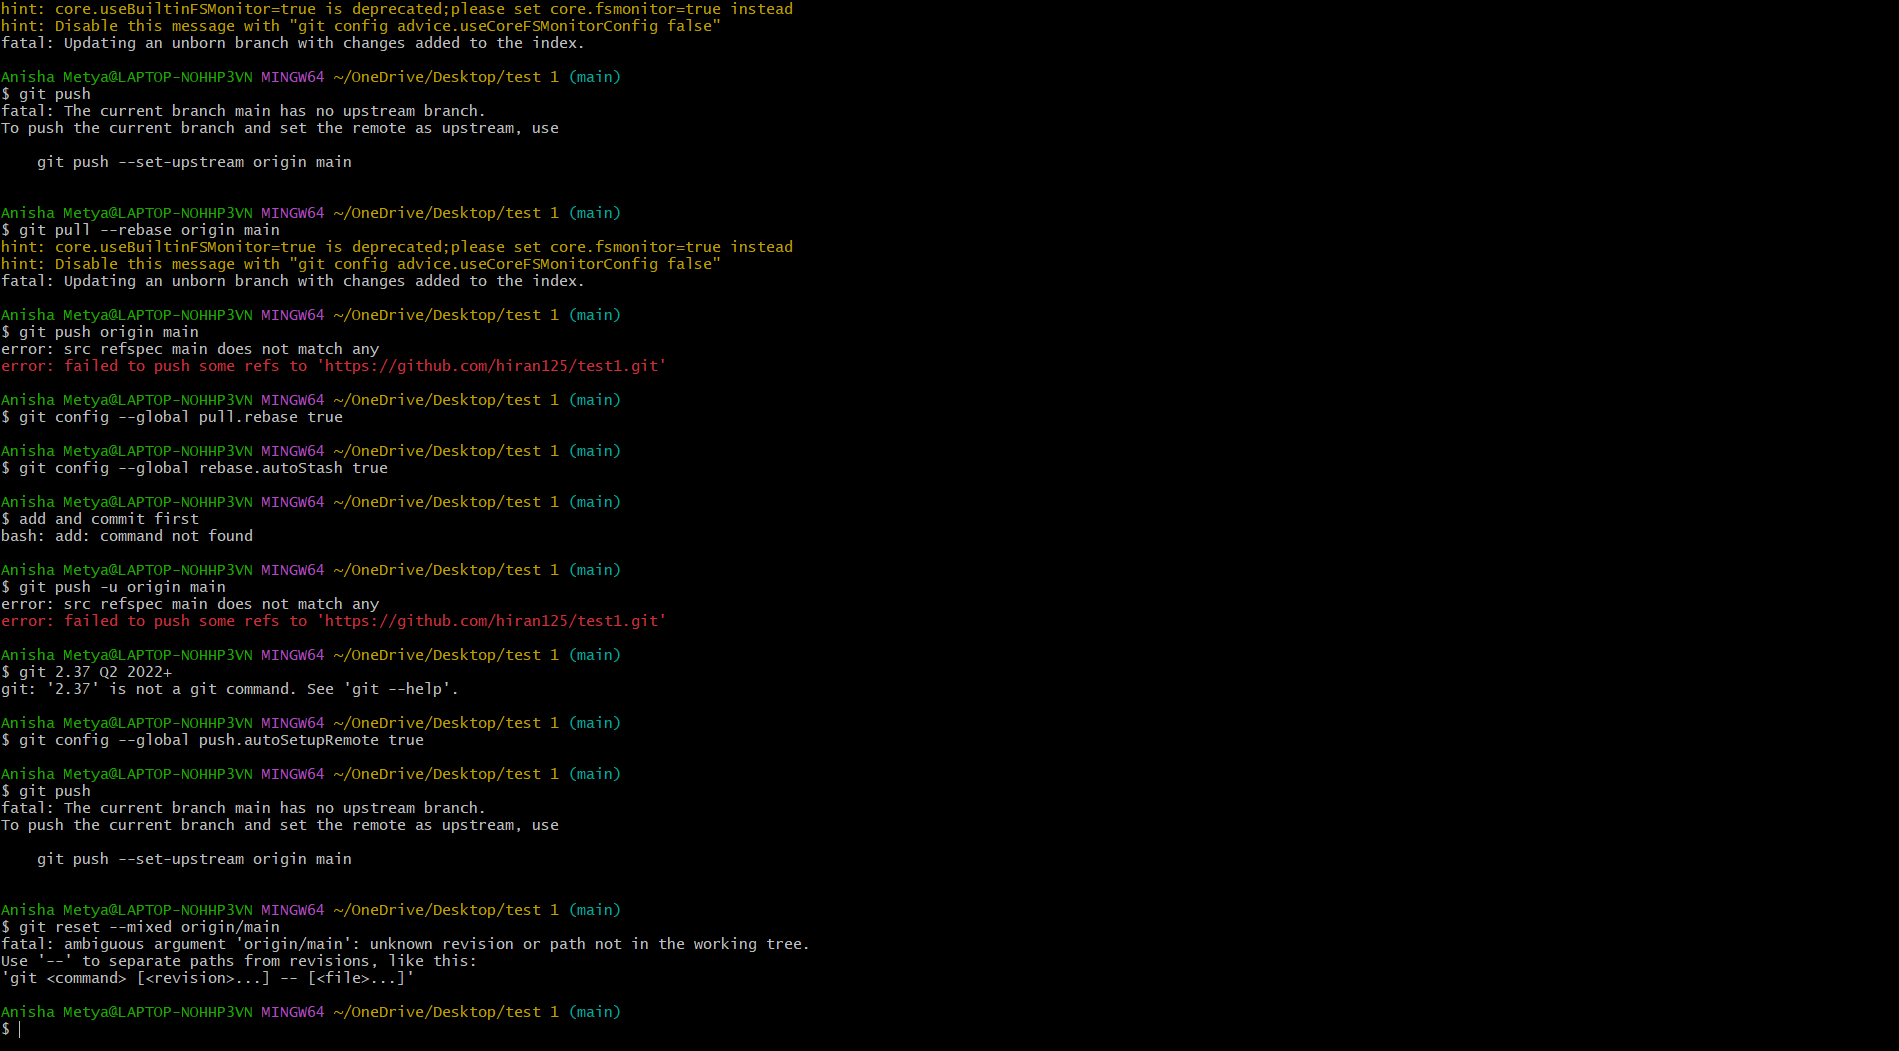 hint: core.useBuiltinFSMonitor=true is deprecated;please set core.fsmonitor=true instead
hint: Disable this message with "git config advice.useCoreFSMonitorConfig false"
fatal: Updating an unborn branch with changes added to the index.
Anisha Metya@LAPTOP-NOHHP3VN MINGW64 ~/OneDrive/Desktop/test 1 (main)
$ git push
fatal: The current branch main has no upstream branch.
To push the current branch and set the remote as upstream, use
    git push --set-upstream origin main
Anisha Metya@LAPTOP-NOHHP3VN MINGW64 ~/OneDrive/Desktop/test 1 (main)
$ git pull --rebase origin main
hint: core.useBuiltinFSMonitor=true is deprecated;please set core.fsmonitor=true instead
hint: Disable this message with "git config advice.useCoreFSMonitorConfig false"
fatal: Updating an unborn branch with changes added to the index.
Anisha Metya@LAPTOP-NOHHP3VN MINGW64 ~/OneDrive/Desktop/test 1 (main)
$ git push origin main
error: src refspec main does not match any
error: failed to push some refs to 'https://github.com/hiran125/test1.git'
Anisha Metya@LAPTOP-NOHHP3VN MINGW64 ~/OneDrive/Desktop/test 1 (main)
$ git config --global pull.rebase true
Anisha Metya@LAPTOP-NOHHP3VN MINGW64 ~/OneDrive/Desktop/test 1 (main)
$ git config --global rebase.autoStash true
Anisha Metya@LAPTOP-NOHHP3VN MINGW64 ~/OneDrive/Desktop/test 1 (main)
$ add and commit first
bash: add: command not found
Anisha Metya@LAPTOP-NOHHP3VN MINGW64 ~/OneDrive/Desktop/test 1 (main)
$ git push -u origin main
error: src refspec main does not match any
error: failed to push some refs to 'https://github.com/hiran125/test1.git'
Anisha Metya@LAPTOP-NOHHP3VN MINGW64 ~/OneDrive/Desktop/test 1 (main)
$ git 2.37 Q2 2022+
git: '2.37' is not a git command. See 'git --help'.
Anisha Metya@LAPTOP-NOHHP3VN MINGW64 ~/OneDrive/Desktop/test 1 (main)
$ git config --global push.autoSetupRemote true
Anisha Metya@LAPTOP-NOHHP3VN MINGW64 ~/OneDrive/Desktop/test 1 (main)
$ git push
fatal: The current branch main has no upstream branch.
To push the current branch and set the remote as upstream, use
    git push --set-upstream origin main
Anisha Metya@LAPTOP-NOHHP3VN MINGW64 ~/OneDrive/Desktop/test 1 (main)
$ git reset --mixed origin/main
fatal: ambiguous argument 'origin/main': unknown revision or path not in the working tree.
Use '--' to separate paths from revisions, like this:
'git <command> [<revision>...] -- [<file>...]'
Anisha Metya@LAPTOP-NOHHP3VN MINGW64 ~/OneDrive/Desktop/test 1 (main)
$